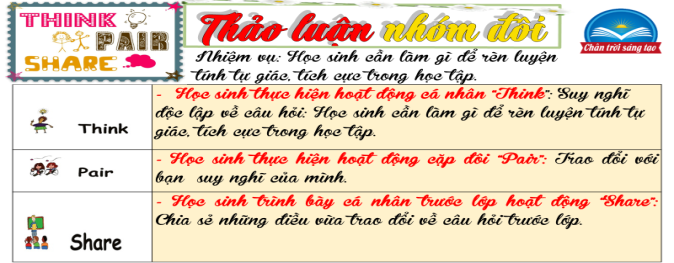 THINK
PAIR
SHARE
Thảo luận nhóm đôi
Chân trời sáng tạo
Nhiệm vụ: Học sinh cần làm gì để rèn luyện
tính tự giác, tích cực trong học tập.
Think
- Học sinh thực hiện hoạt động cá nhân "Think": Suy nghĩ
độc lập về câu hỏi: Học sinh cần làm gì để rèn luyện tính tự
giác, tích cực trong học tập.
Pair
- Học sinh thực hiện hoạt động cặp đôi "Pair": Trao đổi với
bạn suy nghĩ của mình.
Share
- Học sinh trình bày cá nhân trước lớp hoạt động "Share":
Chia sẻ những điều vừa trao đổi về câu hỏi trước lớp.